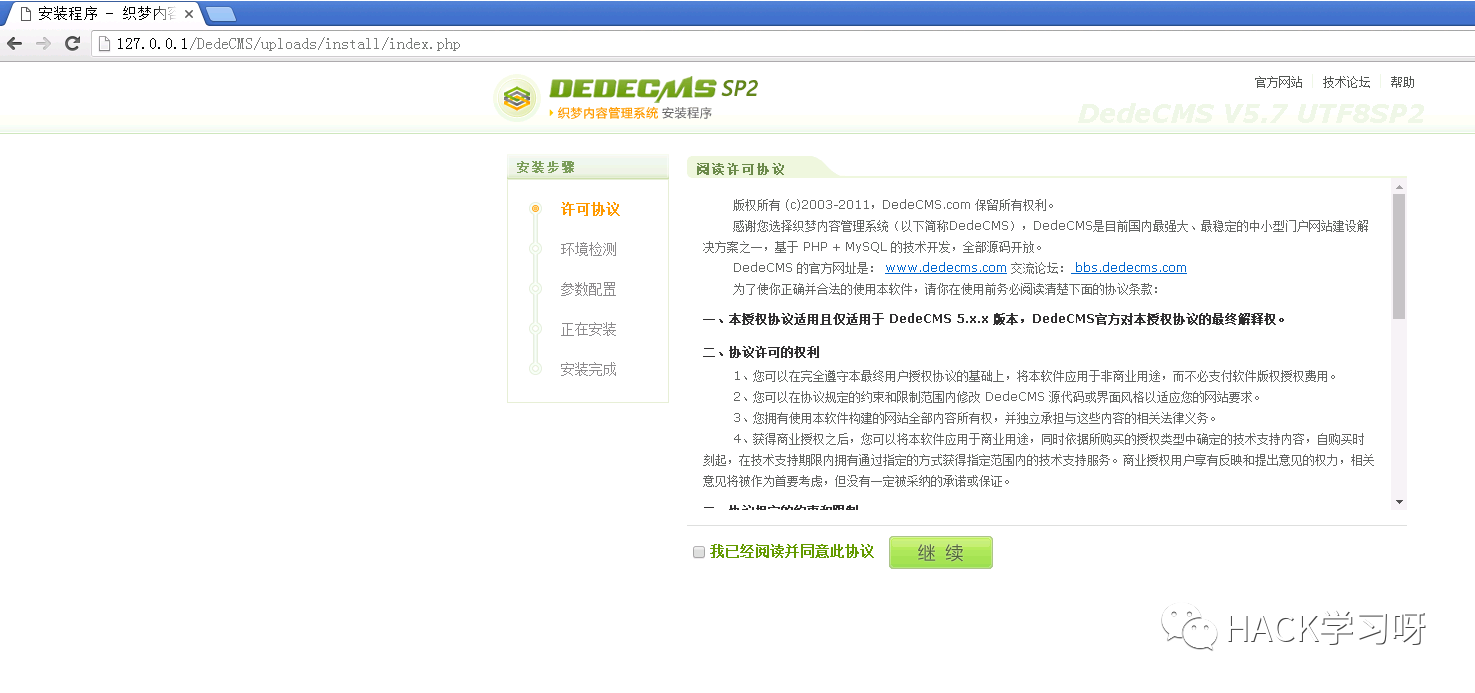 安装程序 - 织梦内容
127.0.0.1/DedeCMS/uploads/install/index.php
DEDECMS SP2
织梦内容管理系统 安装程序
官方网站 技术论坛 帮助
DedeCMS V5.7 UTF8SP2
安装步骤
许可协议
环境检测
参数配置
正在安装
安装完成
阅读许可协议
版权所有 (c)2003-2011，DedeCMS.com 保留所有权利。
感谢您选择织梦内容管理系统（以下简称DedeCMS），DedeCMS是目前国内最强大、最稳定的中小型门户网站建设解
决方案之一，基于 PHP + MySQL 的技术开发，全部源码开放。
DedeCMS 的官方网址是： www.dedecms.com 交流论坛： bbs.dedecms.com
为了使你正确并合法的使用本软件，请你在使用前务必阅读清楚下面的协议条款：
一、本授权协议适用且仅适用于 DedeCMS 5.x.x 版本，DedeCMS官方对本授权协议的最终解释权。
二、协议许可的权利
1、您可以在完全遵守本最终用户授权协议的基础上，将本软件应用于非商业用途，而不必支付软件版权授权费用。
2、您可以在协议规定的约束和限制范围内修改 DedeCMS 源代码或界面风格以适应您的网站要求。
3、您拥有使用本软件构建的网站全部内容所有权，并独立承担与这些内容的相关法律义务。
4、获得商业授权之后，您可以将本软件应用于商业用途，同时依据所购买的授权类型中确定的技术支持内容，自购买时
刻起，在技术支持期限内拥有通过指定的方式获得指定范围内的技术支持服务。商业授权用户享有反映和提出意见的权力，相关
意见将被作为首要考虑，但没有一定被采纳的承诺或保证。
我已经阅读并同意此协议
继 续
HACK学习呀